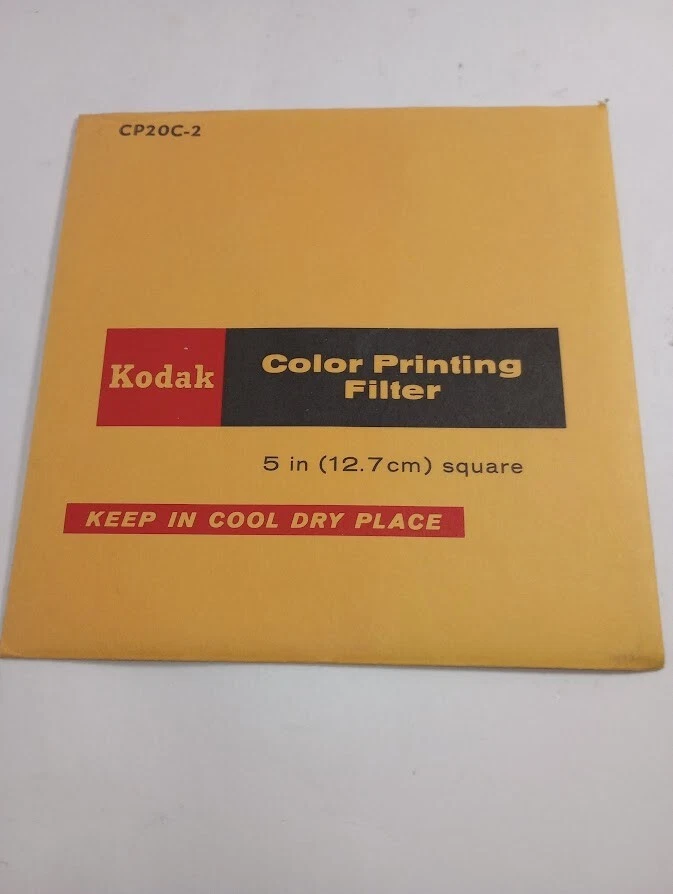 CP20C-2
Kodak
Color Printing
Filter
5 in (12.7cm) square
KEEP IN COOL DRY PLACE